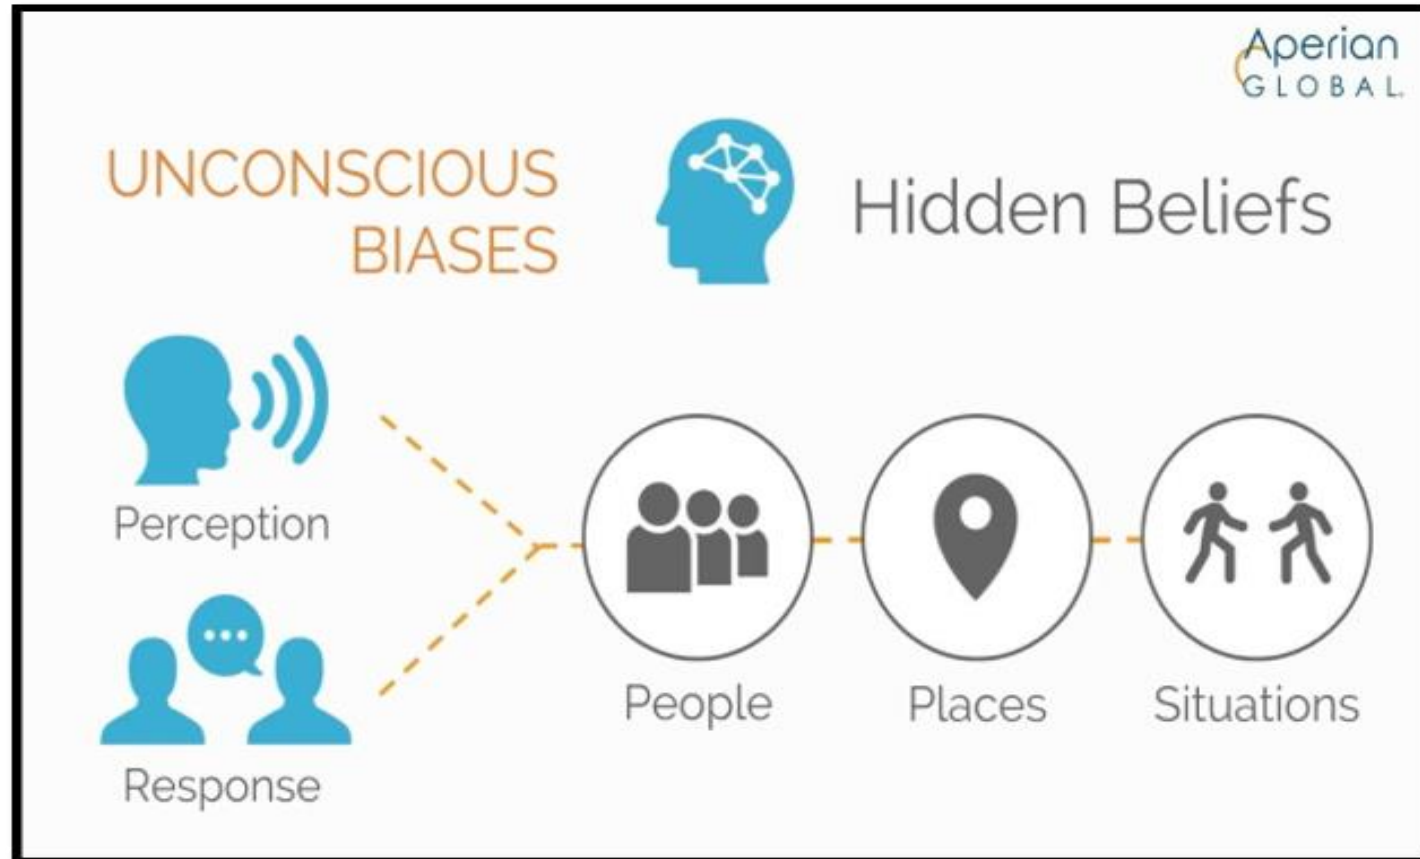 Aperian
GLOBAL
UNCONSCIOUS
BIASES
Hidden Beliefs
Perception
Response
People
Places
Situations